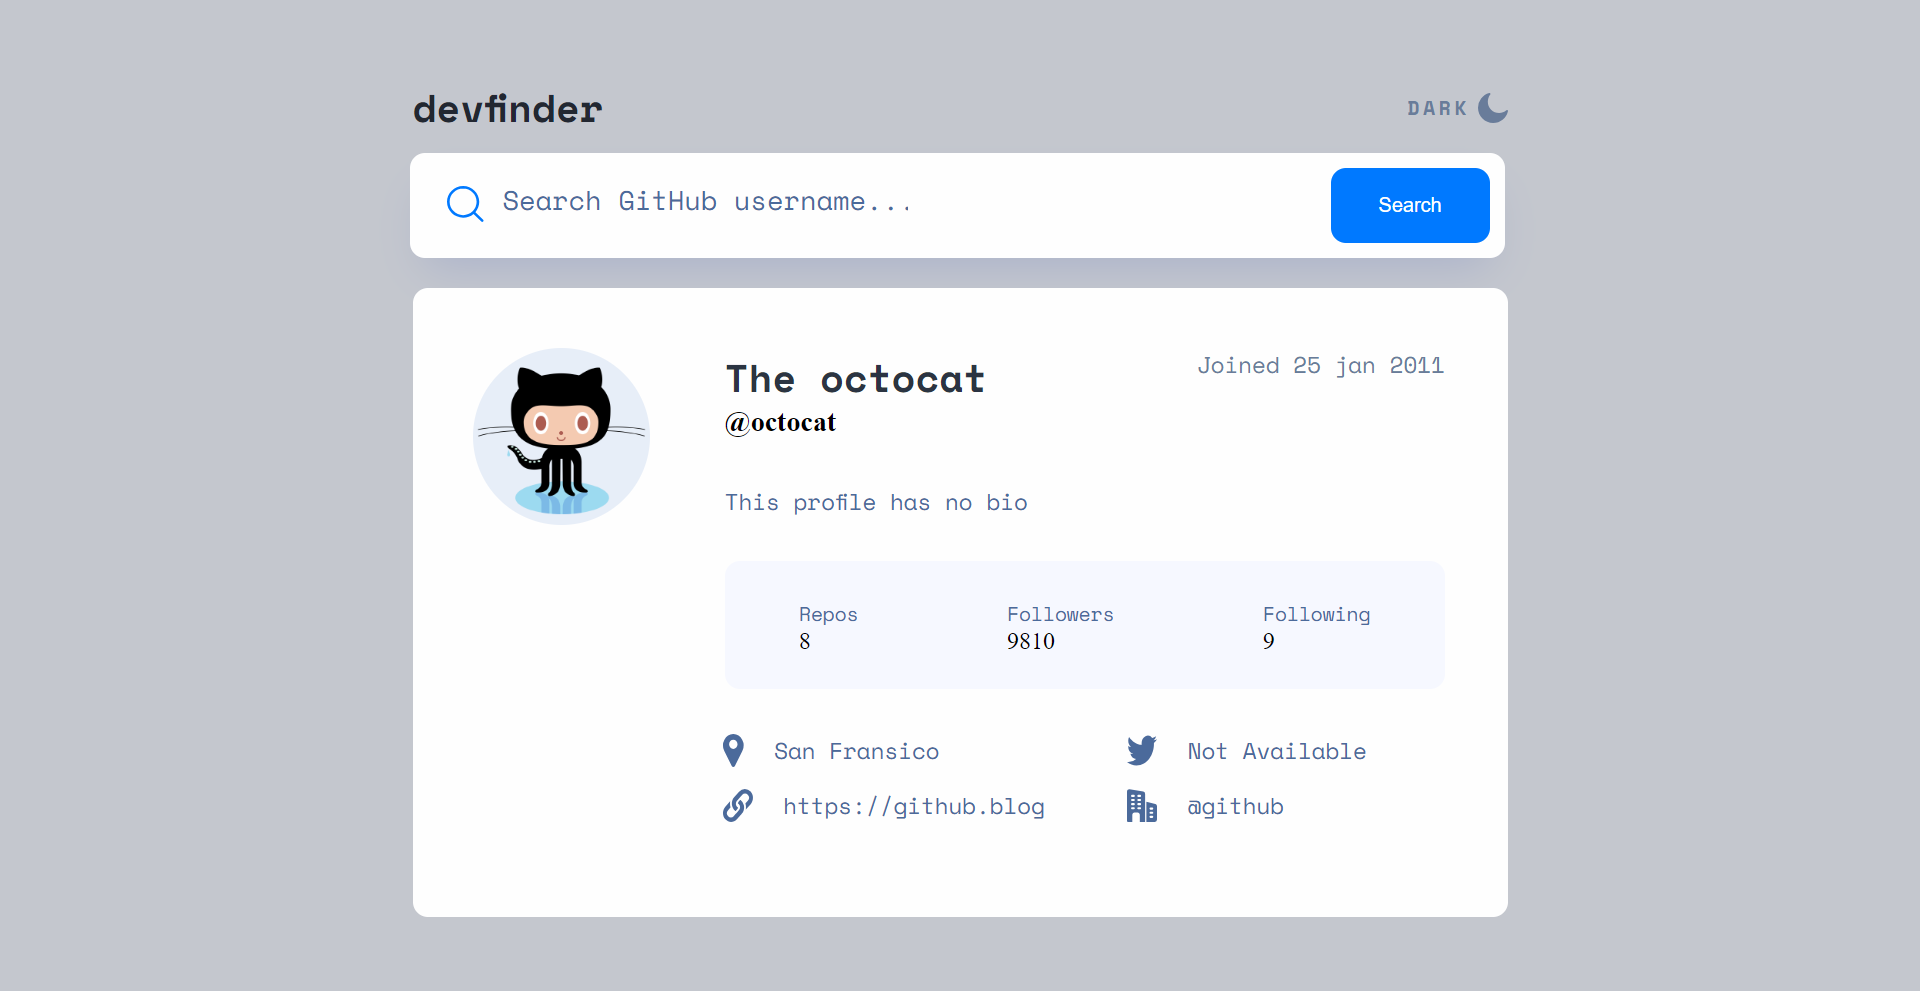 devfinder
DARK
Search GitHub username...
Search
The octocat
Joined 25 jan 2011
@octocat
This profile has no bio
Repos Followers Following
8 9810 9
San Fransico Not Available
https://github.blog @github